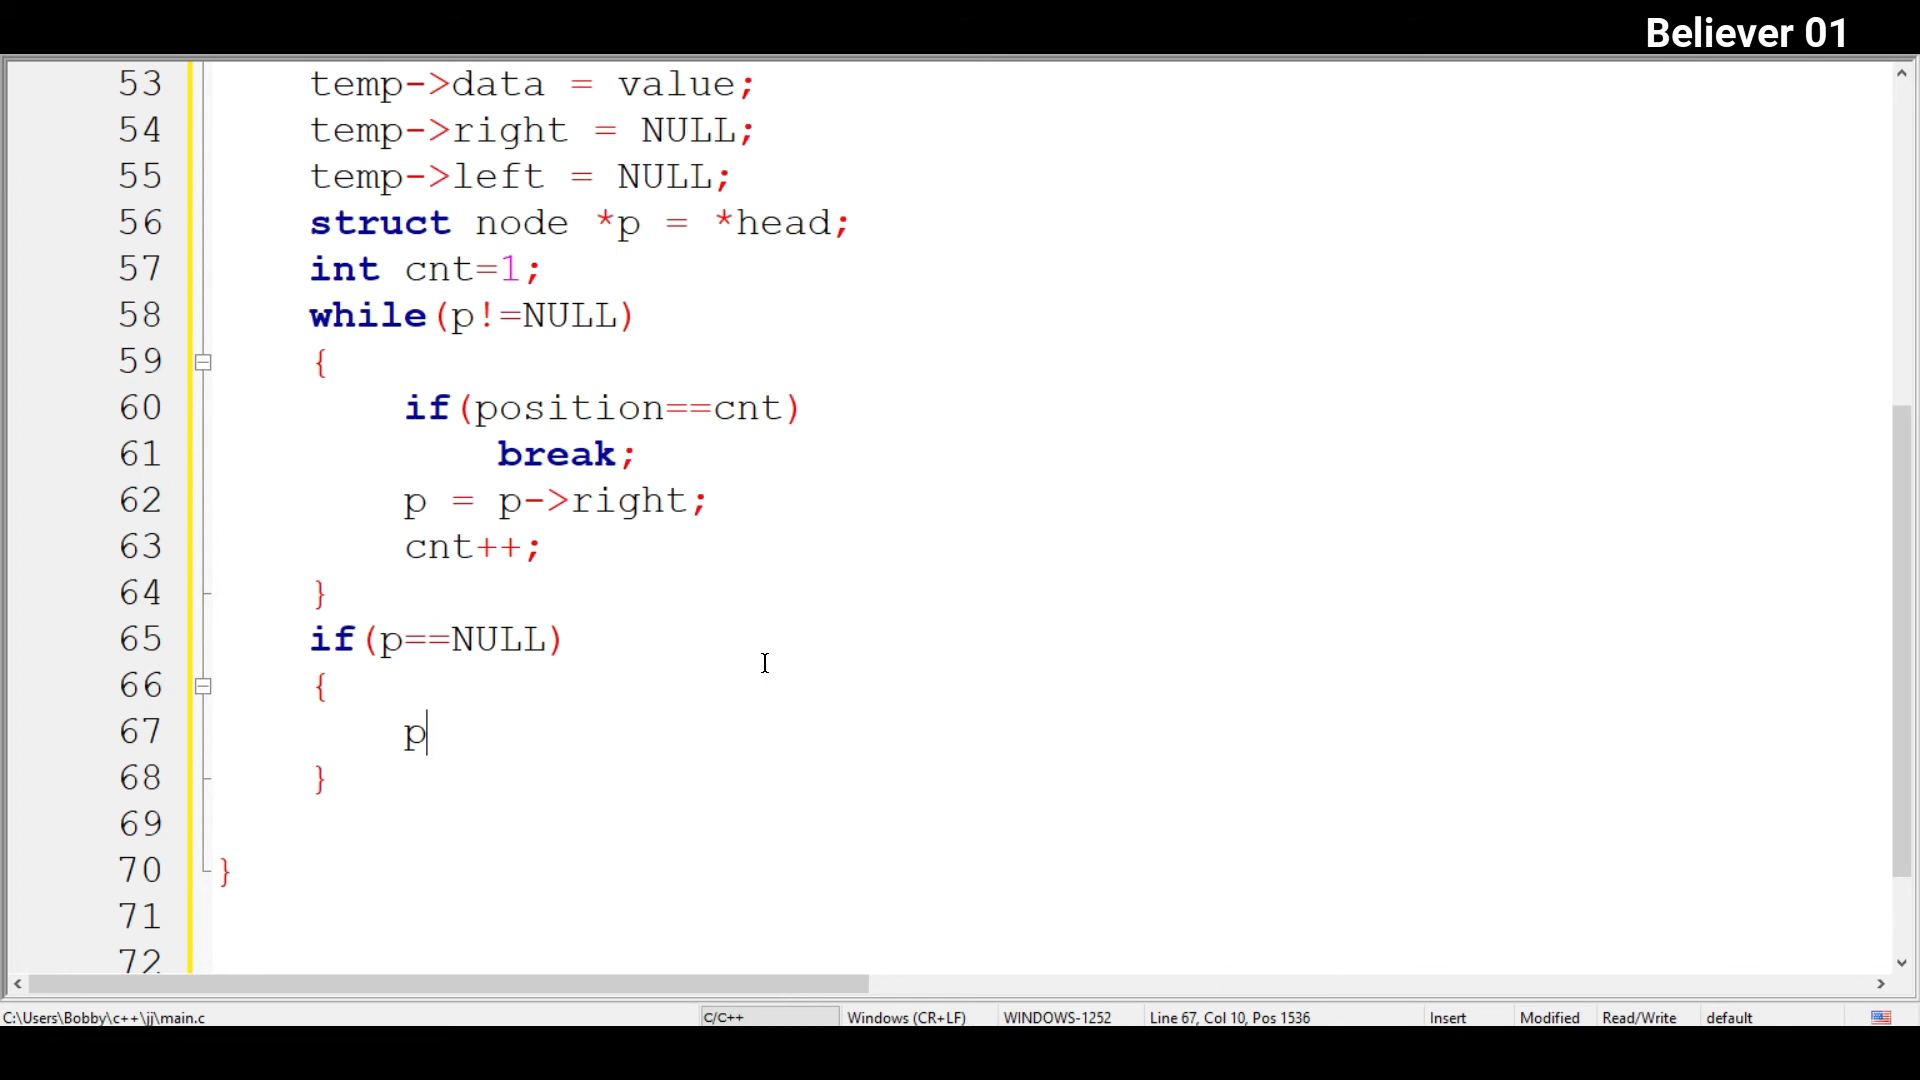 Believer 01
53 temp->data = value;
54 temp->right = NULL;
55 temp->left = NULL;
56 struct node *p = *head;
57 int cnt=1;
58 while(p!=NULL)
59 {
60 if(position==cnt)
61 break;
62 p = p->right;
63 cnt++;
64 }
65 if(p==NULL)
66 {
67 p
68 }
69
70 }
71
72
C:\Users\Bobby\c++\jj\main.c C/C++ Windows (CR+LF) WINDOWS-1252 Line 67, Col 10, Pos 1536 Insert Modified Read/Write default